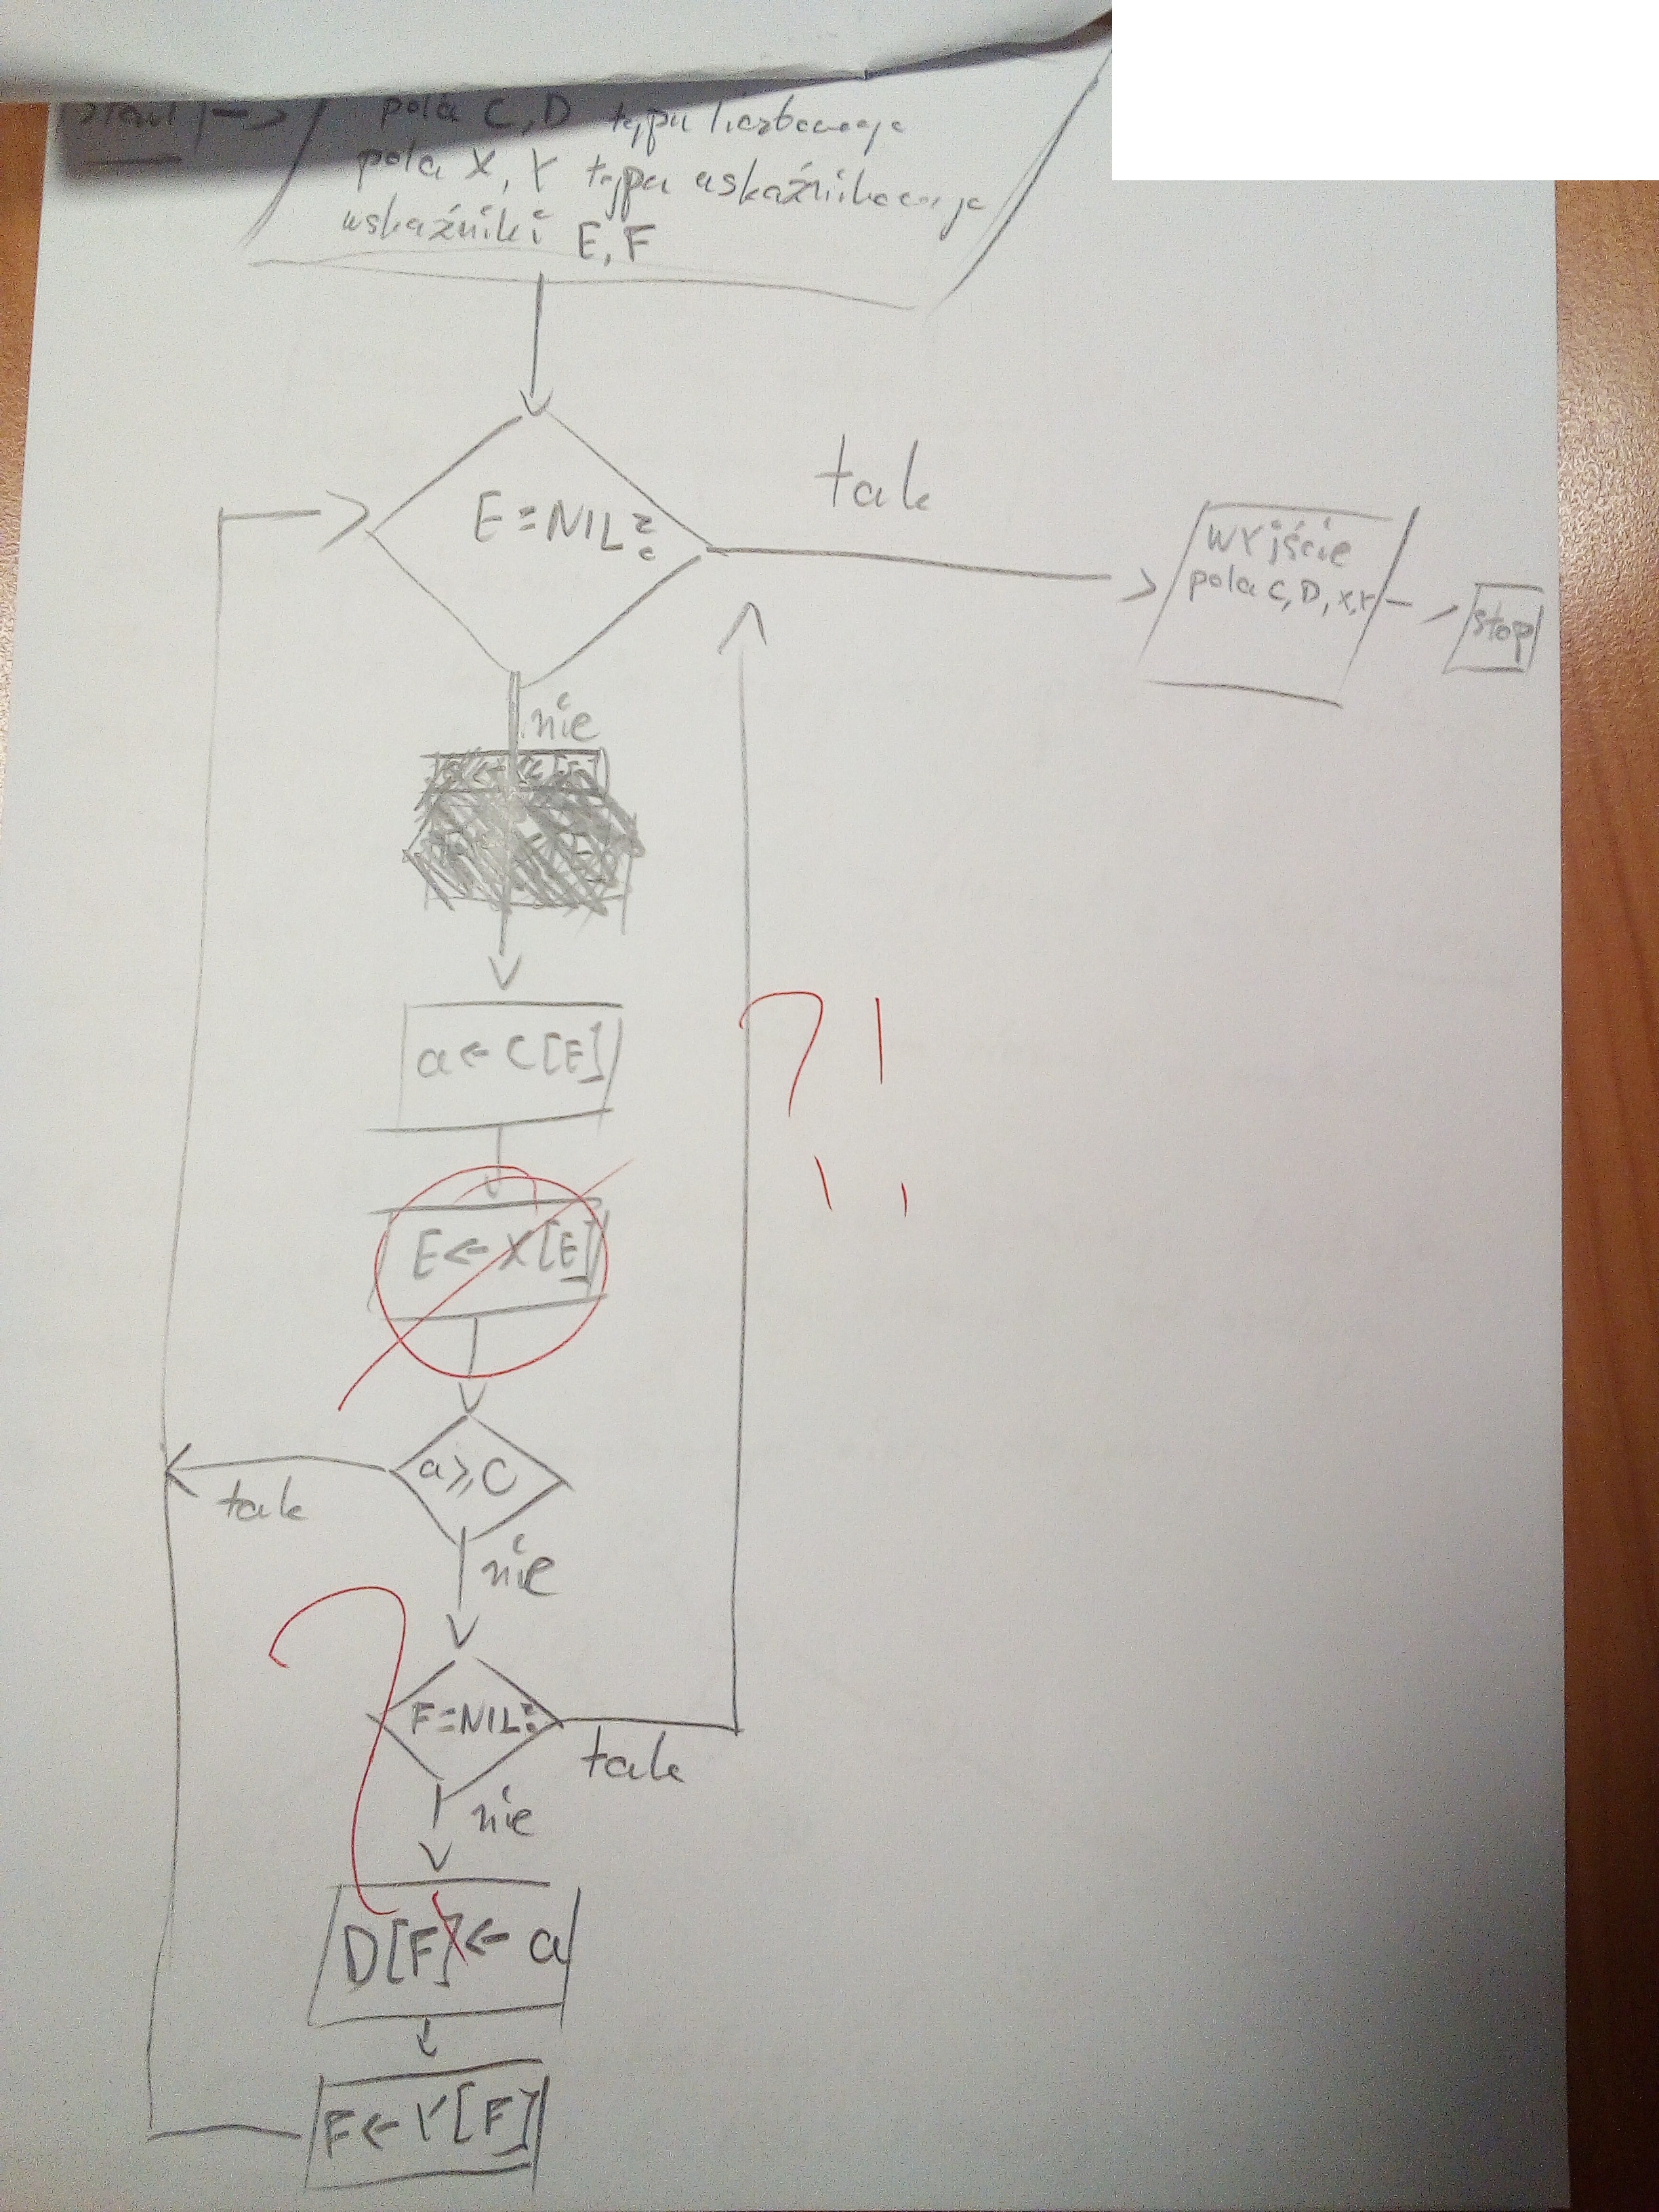 start
pola C, D typu liczbowego
pola X, Y typu wskaźnikowego
wskaźniki E, F
E=NIL?
tak
wyjście
pola C, D, X, Y
stop
nie
a ← C[E]
E ← X[E]
a ≥ C
tak
nie
F=NIL?
tak
nie
D[F] ← a
F ← Y[F]